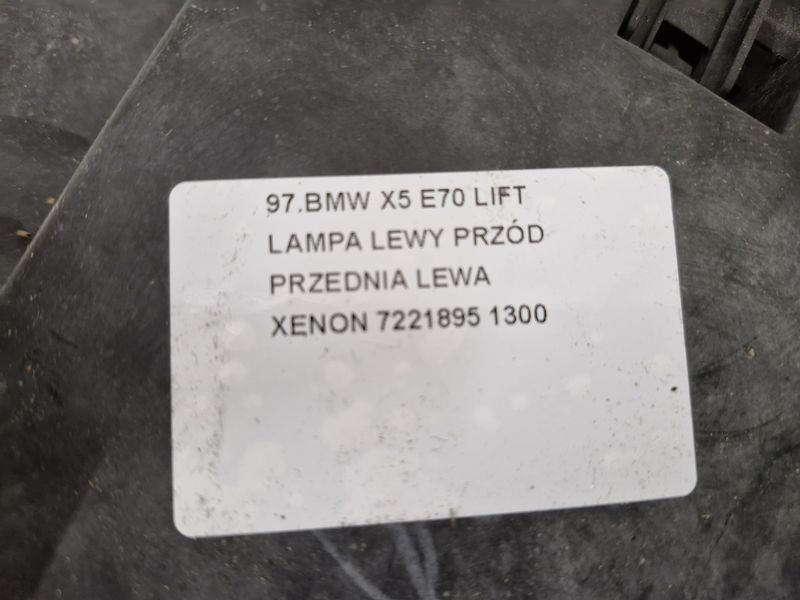 97.BMW X5 E70 LIFT
LAMPA LEWY PRZÓD
PRZEDNIA LEWA
XENON 7221895 1300